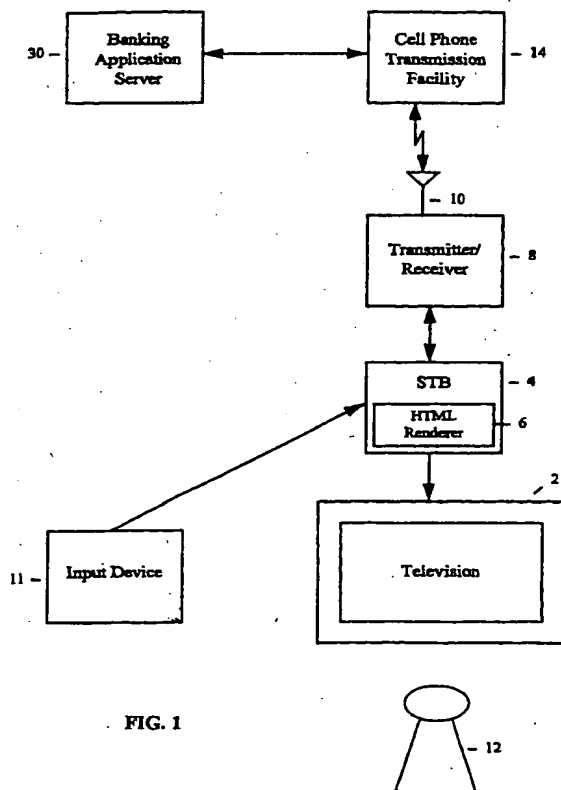 Banking
Application
Server
30
Cell Phone
Transmission
Facility
14
10
Transmitter/
Receiver
8
STB
4
HTML
Renderer
6
2
Input Device
11
Television
FIG. 1
12